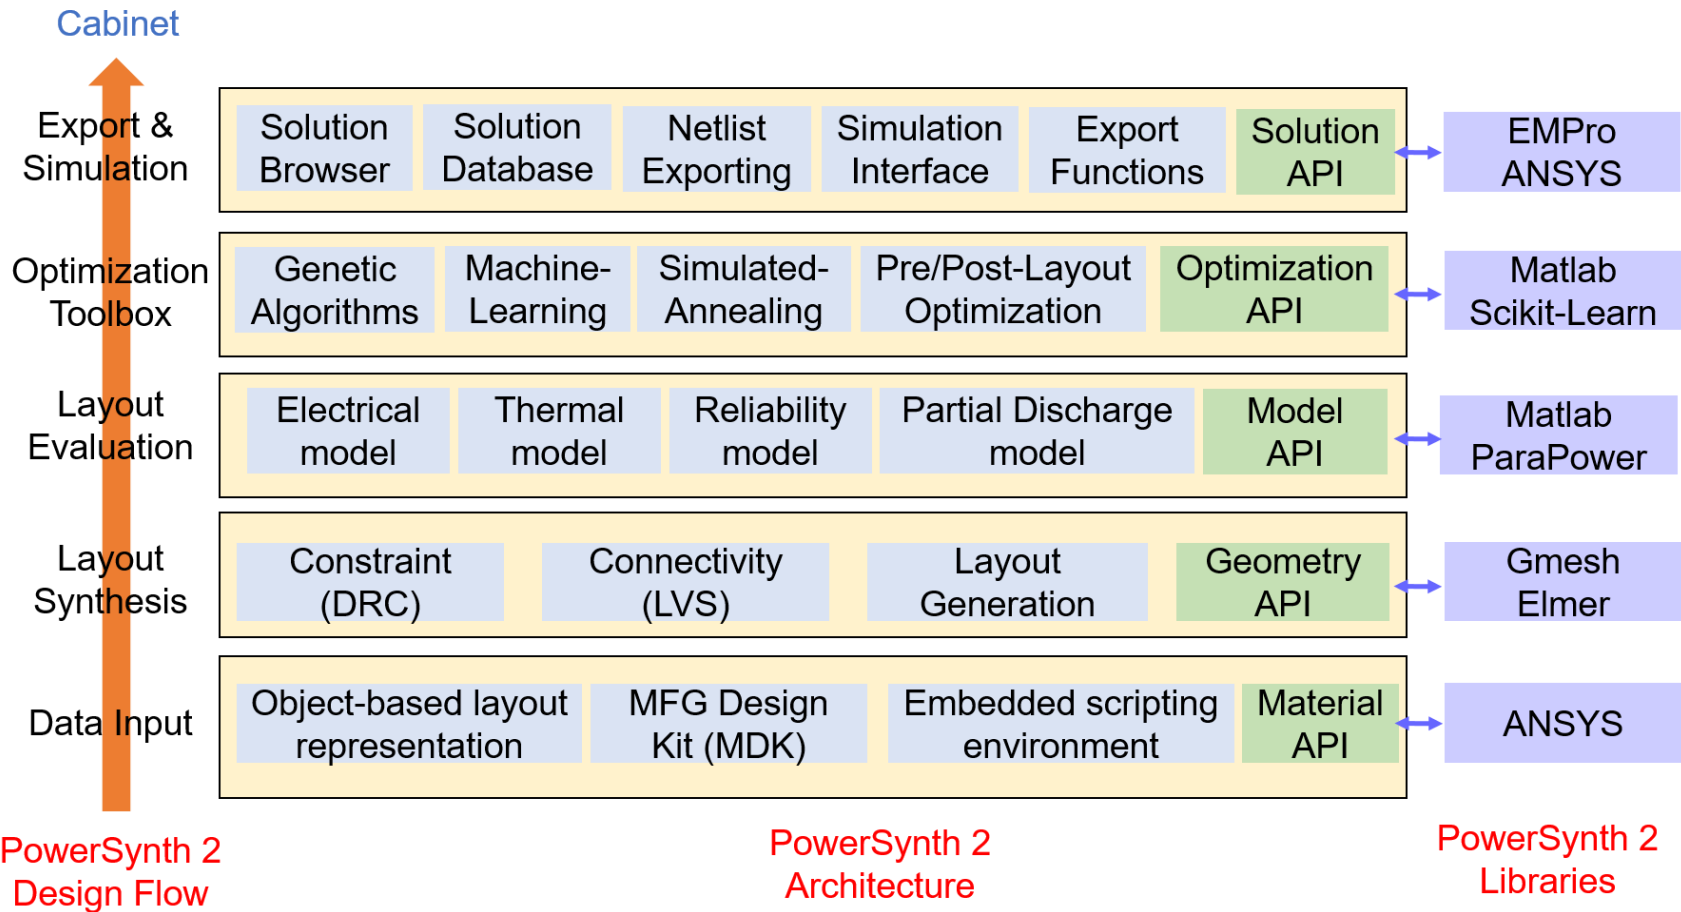 Cabinet
Export &
Simulation
Solution
Browser
Solution
Database
Netlist
Exporting
Simulation
Interface
Export
Functions
Solution
API
EMPro
ANSYS
Optimization
Toolbox
Genetic
Algorithms
Machine-
Learning
Simulated-
Annealing
Pre/Post-Layout
Optimization
Optimization
API
Matlab
Scikit-Learn
Layout
Evaluation
Electrical
model
Thermal
model
Reliability
model
Partial Discharge
model
Model
API
Matlab
ParaPower
Layout
Synthesis
Constraint
(DRC)
Connectivity
(LVS)
Layout
Generation
Geometry
API
Gmesh
Elmer
Data Input
Object-based layout
representation
MFG Design
Kit (MDK)
Embedded scripting
environment
Material
API
ANSYS
PowerSynth 2
Design Flow
PowerSynth 2
Architecture
PowerSynth 2
Libraries